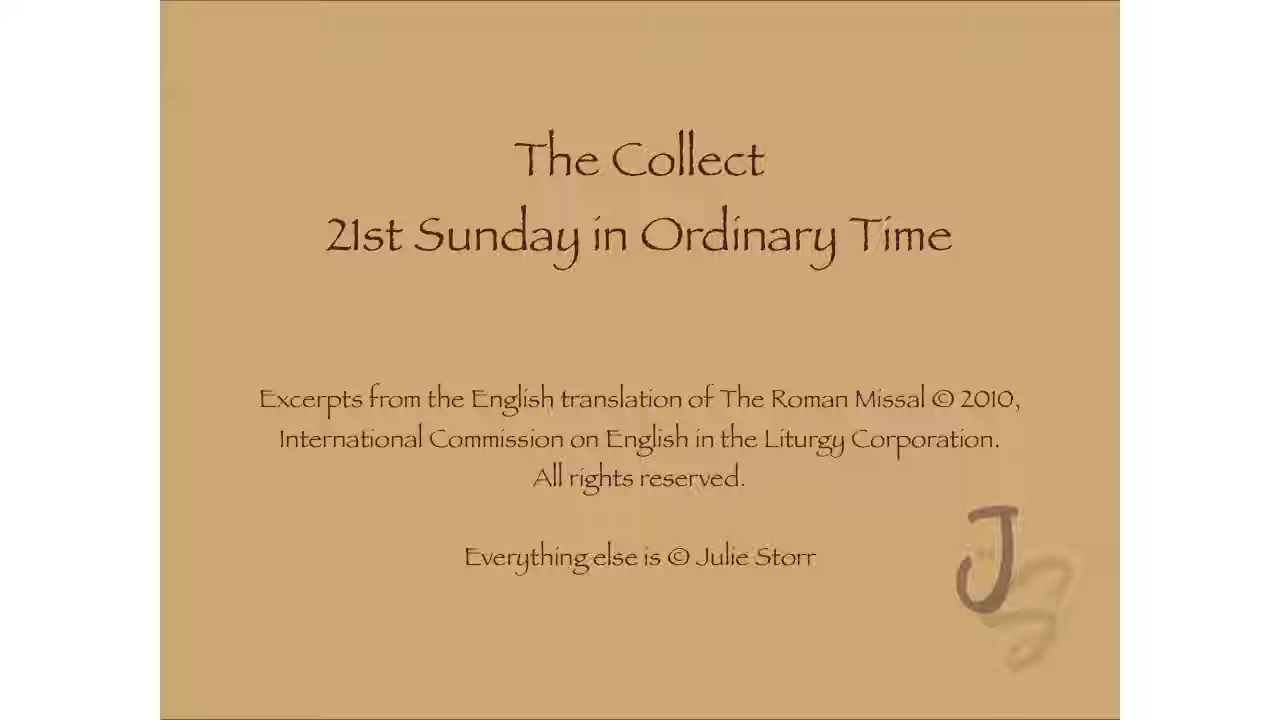 The Collect
21st Sunday in Ordinary Time
Excerpts from the English translation of The Roman Missal © 2010,
International Commission on English in the Liturgy Corporation.
All rights reserved.
Everything else is © Julie Storr
JS